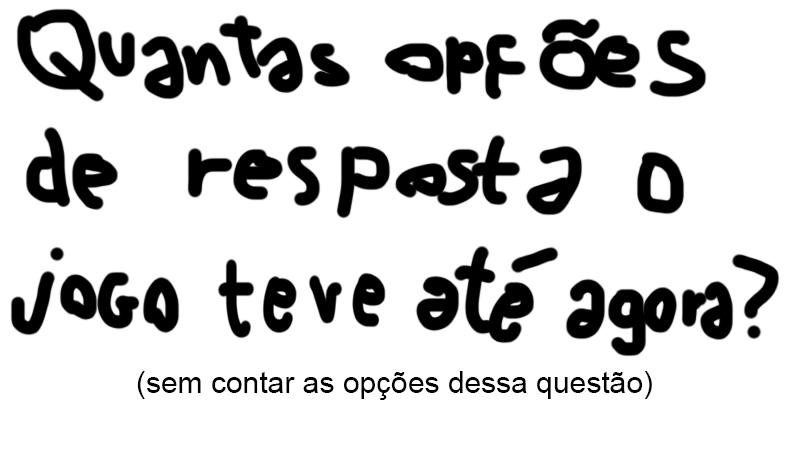 Quantas opções
de resposta o
jogo teve até agora?
(sem contar as opções dessa questão)